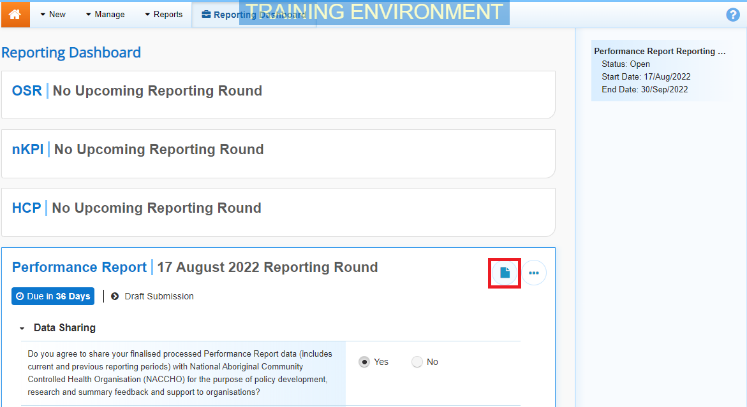 New
Manage
Reports
Reporting Dashboard
TRAINING ENVIRONMENT
?
Reporting Dashboard
OSR | No Upcoming Reporting Round
nKPI | No Upcoming Reporting Round
HCP | No Upcoming Reporting Round
Performance Report | 17 August 2022 Reporting Round
Due in 36 Days | Draft Submission
Data Sharing
Do you agree to share your finalised processed Performance Report data (Includes
current and previous reporting periods) with National Aboriginal Community
Controlled Health Organisation (NACCHO) for the purpose of policy development,
research and summary feedback and support to organisations?
Yes
No
Performance Report Reporting ...
Status: Open
Start Date: 17/Aug/2022
End Date: 30/Sep/2022